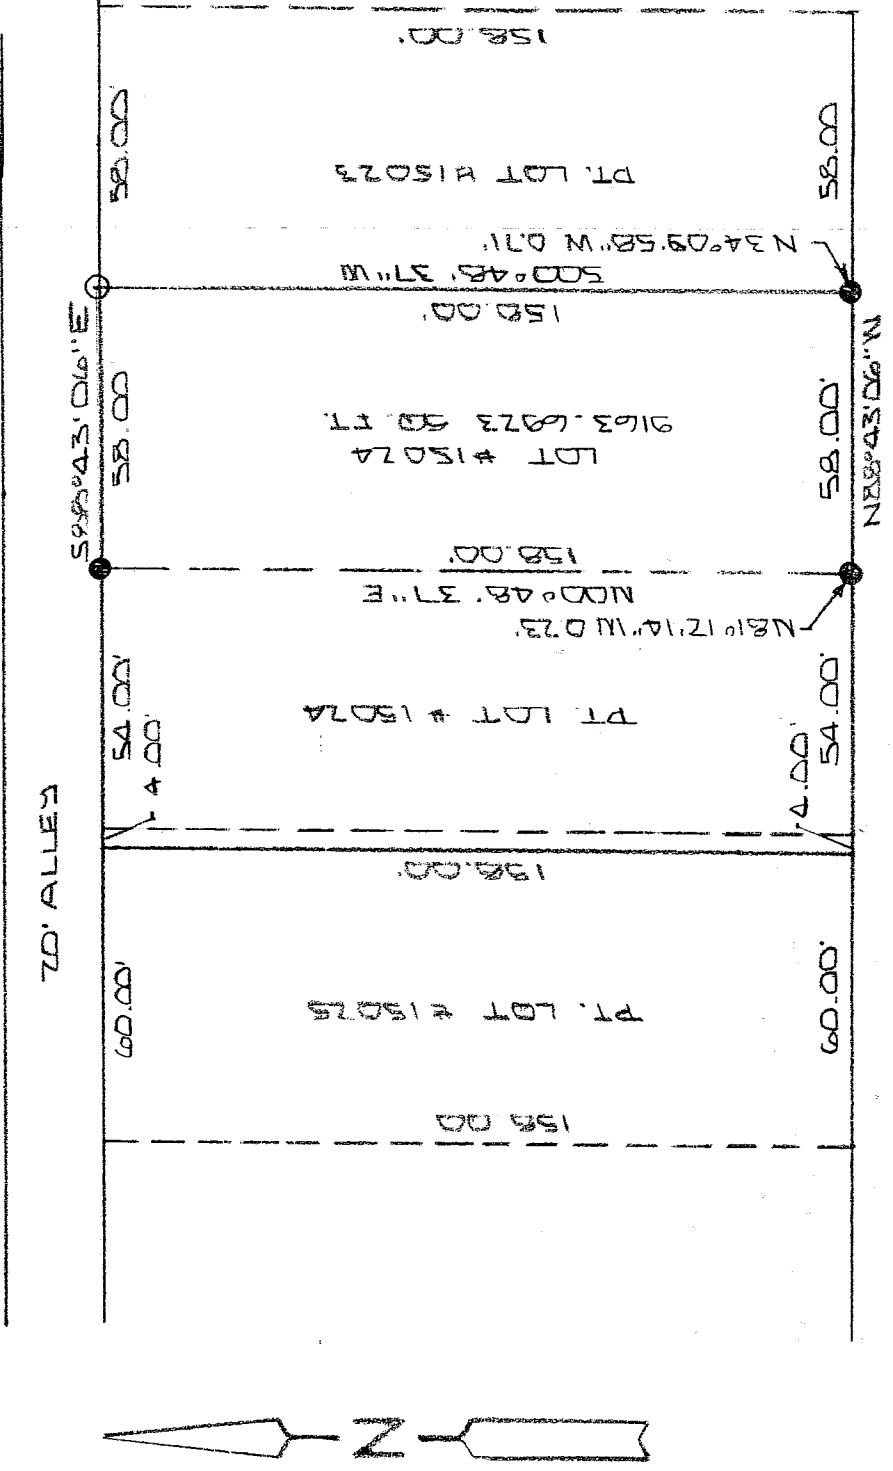 158.00'
58.00'
58.00
PT. LOT #15023
N34°09'58"W 0.71'
S00°48'37"W
158.00'
S88°43'06"E
58.00
9163.6923 SQ. FT.
LOT #15024
58.00'
N88°43'06"W
158.00'
N00°48'37"E
N81°12'14"W 0.23'
54.00'
4.00'
PT. LOT #15024
4.00'
54.00'
20' ALLEY
158.00'
60.00'
PT. LOT #15025
60.00'
158.00
N